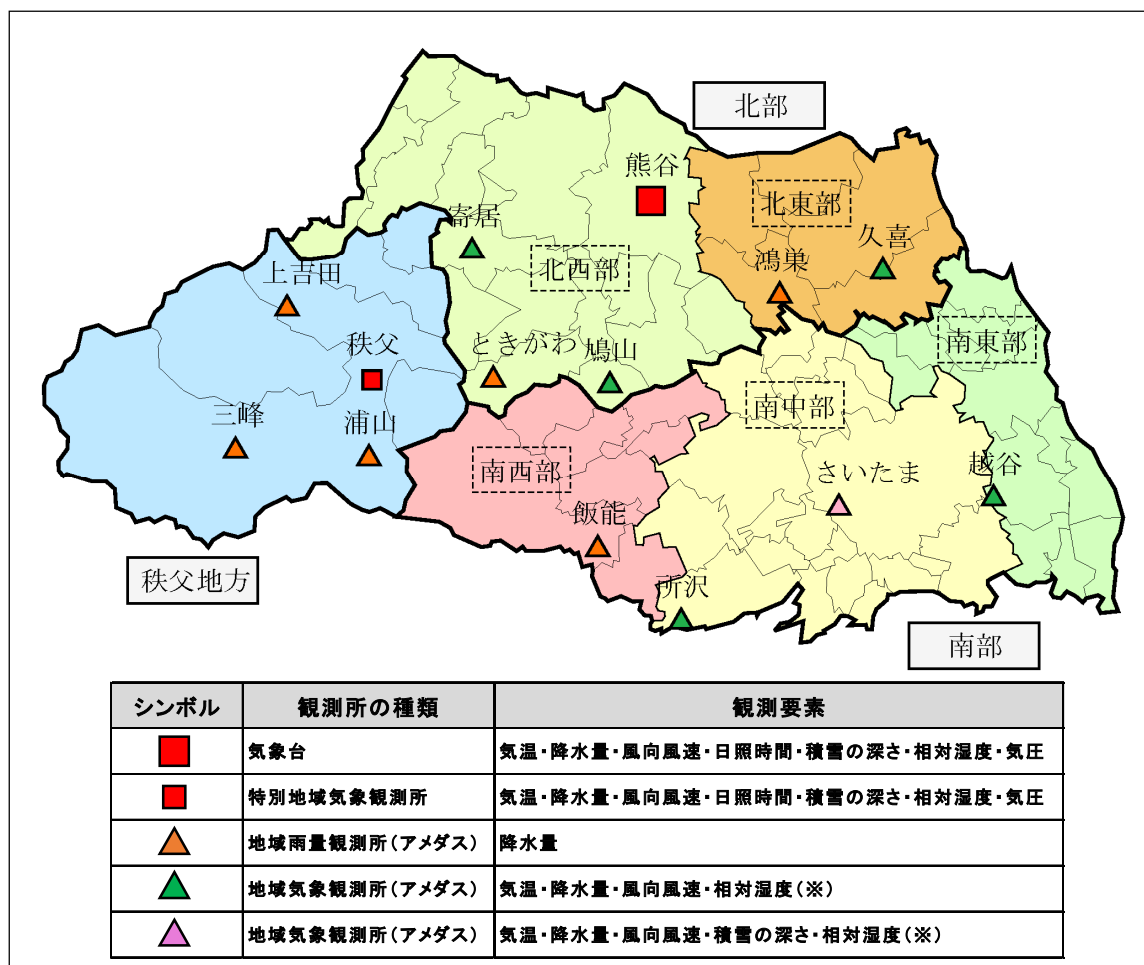 北部
熊谷
北東部
寄居
久喜
北西部
鴻巣
上吉田
南東部
秩父
ときがわ
鳩山
南中部
三峰
浦山
南西部
さいたま
越谷
飯能
秩父地方
所沢
南部
シンボル 観測所の種類 観測要素
気象台 気温・降水量・風向風速・日照時間・積雪の深さ・相対湿度・気圧
特別地域気象観測所 気温・降水量・風向風速・日照時間・積雪の深さ・相対湿度・気圧
地域雨量観測所(アメダス) 降水量
地域気象観測所(アメダス) 気温・降水量・風向風速・相対湿度(※)
地域気象観測所(アメダス) 気温・降水量・風向風速・積雪の深さ・相対湿度(※)